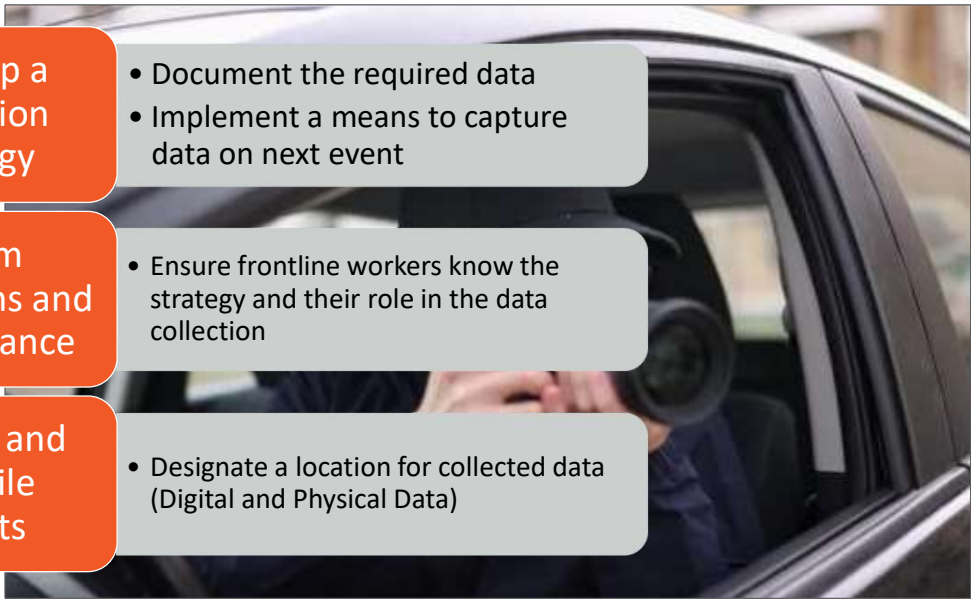 p a
ion
gy
• Document the required data
• Implement a means to capture
data on next event
m
ns and
ance
• Ensure frontline workers know the
strategy and their role in the data
collection
and
ile
ts
• Designate a location for collected data
(Digital and Physical Data)